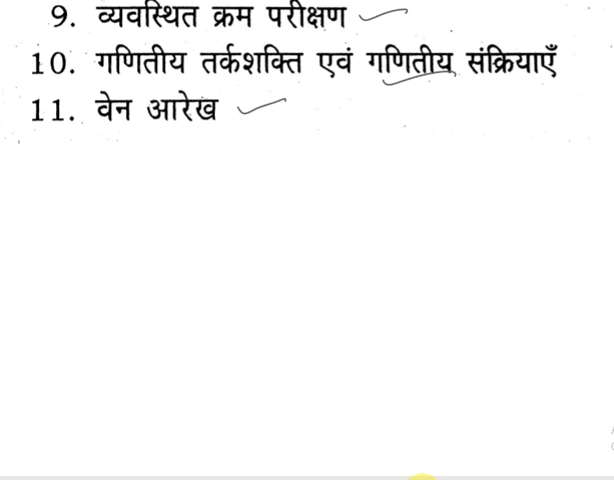 9. व्यवस्थित क्रम परीक्षण
10. गणितीय तर्कशक्ति एवं गणितीय संक्रियाएँ
11. वेन आरेख